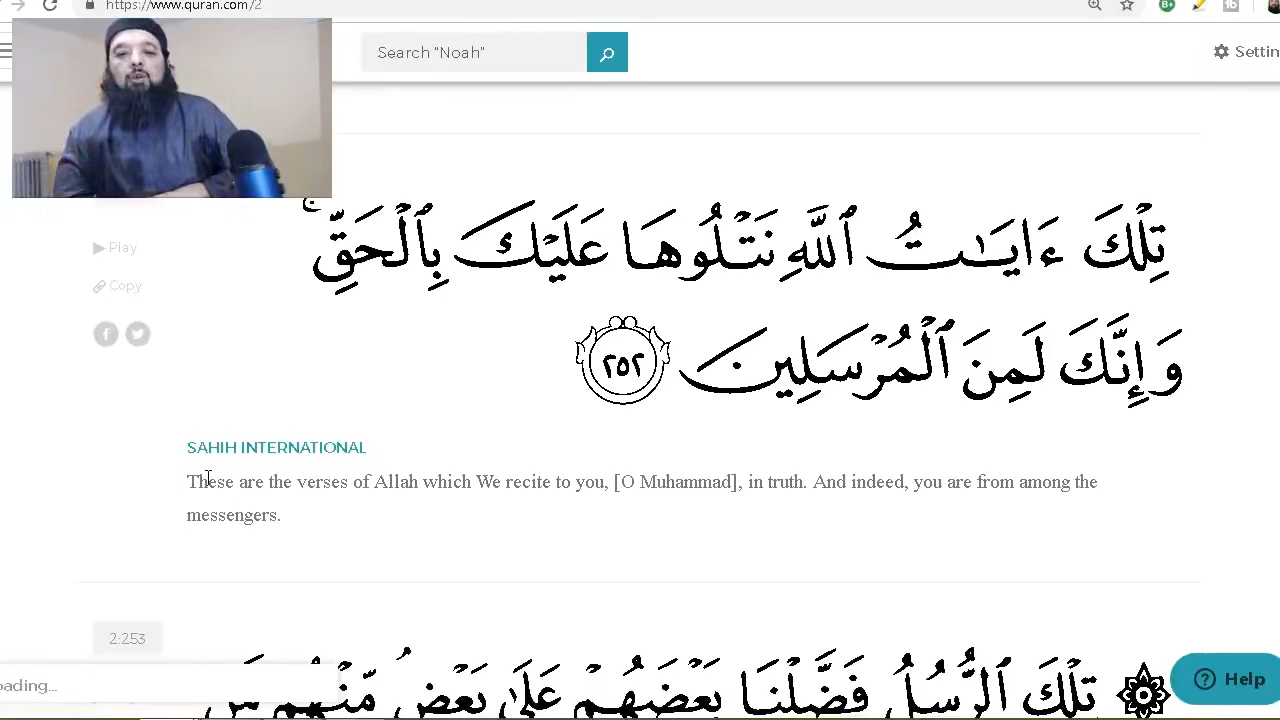 https://www.quran.com/2
Search "Noah"
Settin
تِلْكَ ءَايَـٰتُ ٱللَّهِ نَتْلُوهَا عَلَيْكَ بِٱلْحَقِّ ۚ
وَإِنَّكَ لَمِنَ ٱلْمُرْسَلِينَ ٢٥٢
Play
Copy
SAHIH INTERNATIONAL
These are the verses of Allah which We recite to you, [O Muhammad], in truth. And indeed, you are from among the
messengers.
2.253
۞ تِلْكَ ٱلرُّسُلُ فَضَّلْنَا بَعْضَهُمْ عَلَىٰ بَعْضٍ ۘ مِّنْهُم
oading...
Help